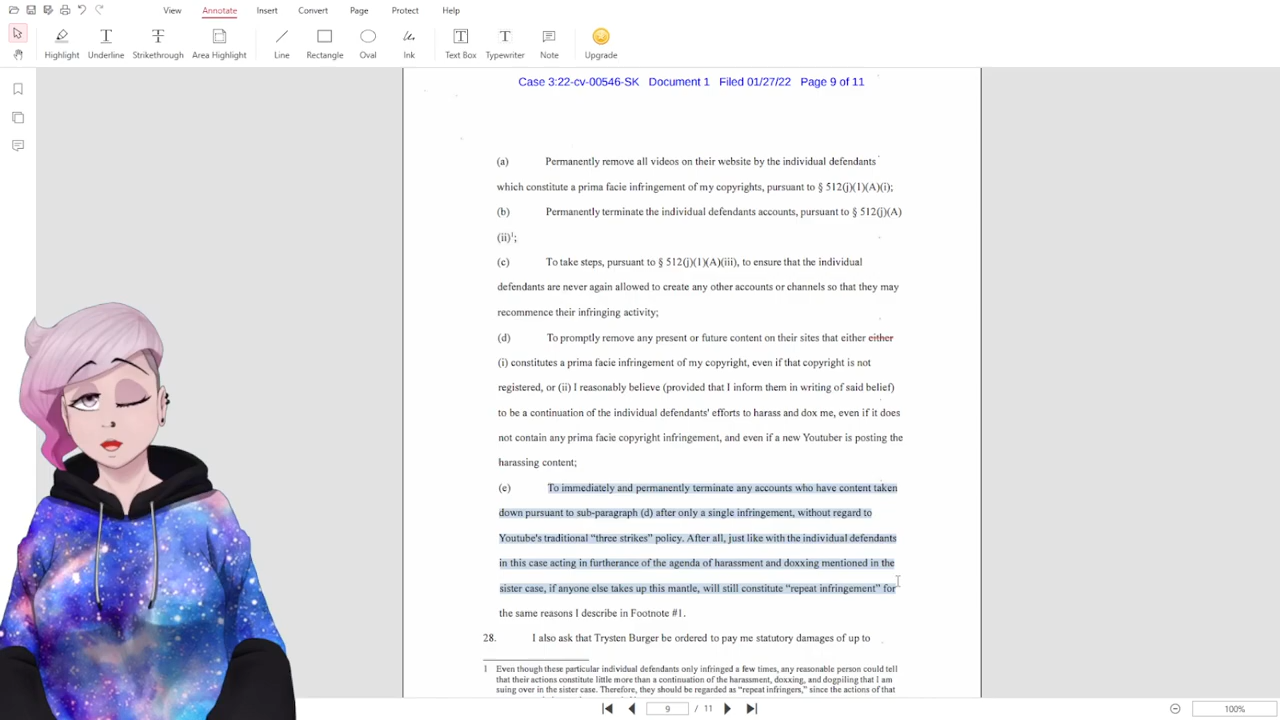 View Annotate Insert Convert Page Protect Help
Highlight Underline Strikethrough Area Highlight Line Rectangle Oval Ink Text Box Typewriter Note Upgrade
Case 3:22-cv-00546-SK Document 1 Filed 01/27/22 Page 9 of 11
(a) Permanently remove all videos on their website by the individual defendants
which constitute a prima facie infringement of my copyrights, pursuant to § 512(j)(1)(A)(i);
(b) Permanently terminate the individual defendants accounts, pursuant to § 512(j)(A)
(ii)1;
(c) To take steps, pursuant to § 512(j)(1)(A)(iii), to ensure that the individual
defendants are never again allowed to create any other accounts or channels so that they may
recommence their infringing activity;
(d) To promptly remove any present or future content on their sites that either either
(i) constitutes a prima facie infringement of my copyright, even if that copyright is not
registered, or (ii) I reasonably believe (provided that I inform them in writing of said belief)
to be a continuation of the individual defendants' efforts to harass and dox me, even if it does
not contain any prima facie copyright infringement, and even if a new Youtuber is posting the
harassing content;
(e) To immediately and permanently terminate any accounts who have content taken
down pursuant to sub-paragraph (d) after only a single infringement, without regard to
Youtube's traditional “three strikes” policy. After all, just like with the individual defendants
in this case acting in furtherance of the agenda of harassment and doxxing mentioned in the
sister case, if anyone else takes up this mantle, will still constitute “repeat infringement” for
the same reasons I describe in Footnote #1.
28. I also ask that Trysten Burger be ordered to pay me statutory damages of up to
1 Even though these particular individual defendants only infringed a few times, any reasonable person could tell
that their actions constitute little more than a continuation of the harassment, doxxing, and dogpiling that I am
suing over in the sister case. Therefore, they should be regarded as “repeat infringers,” since the actions of that
9 / 11 100%